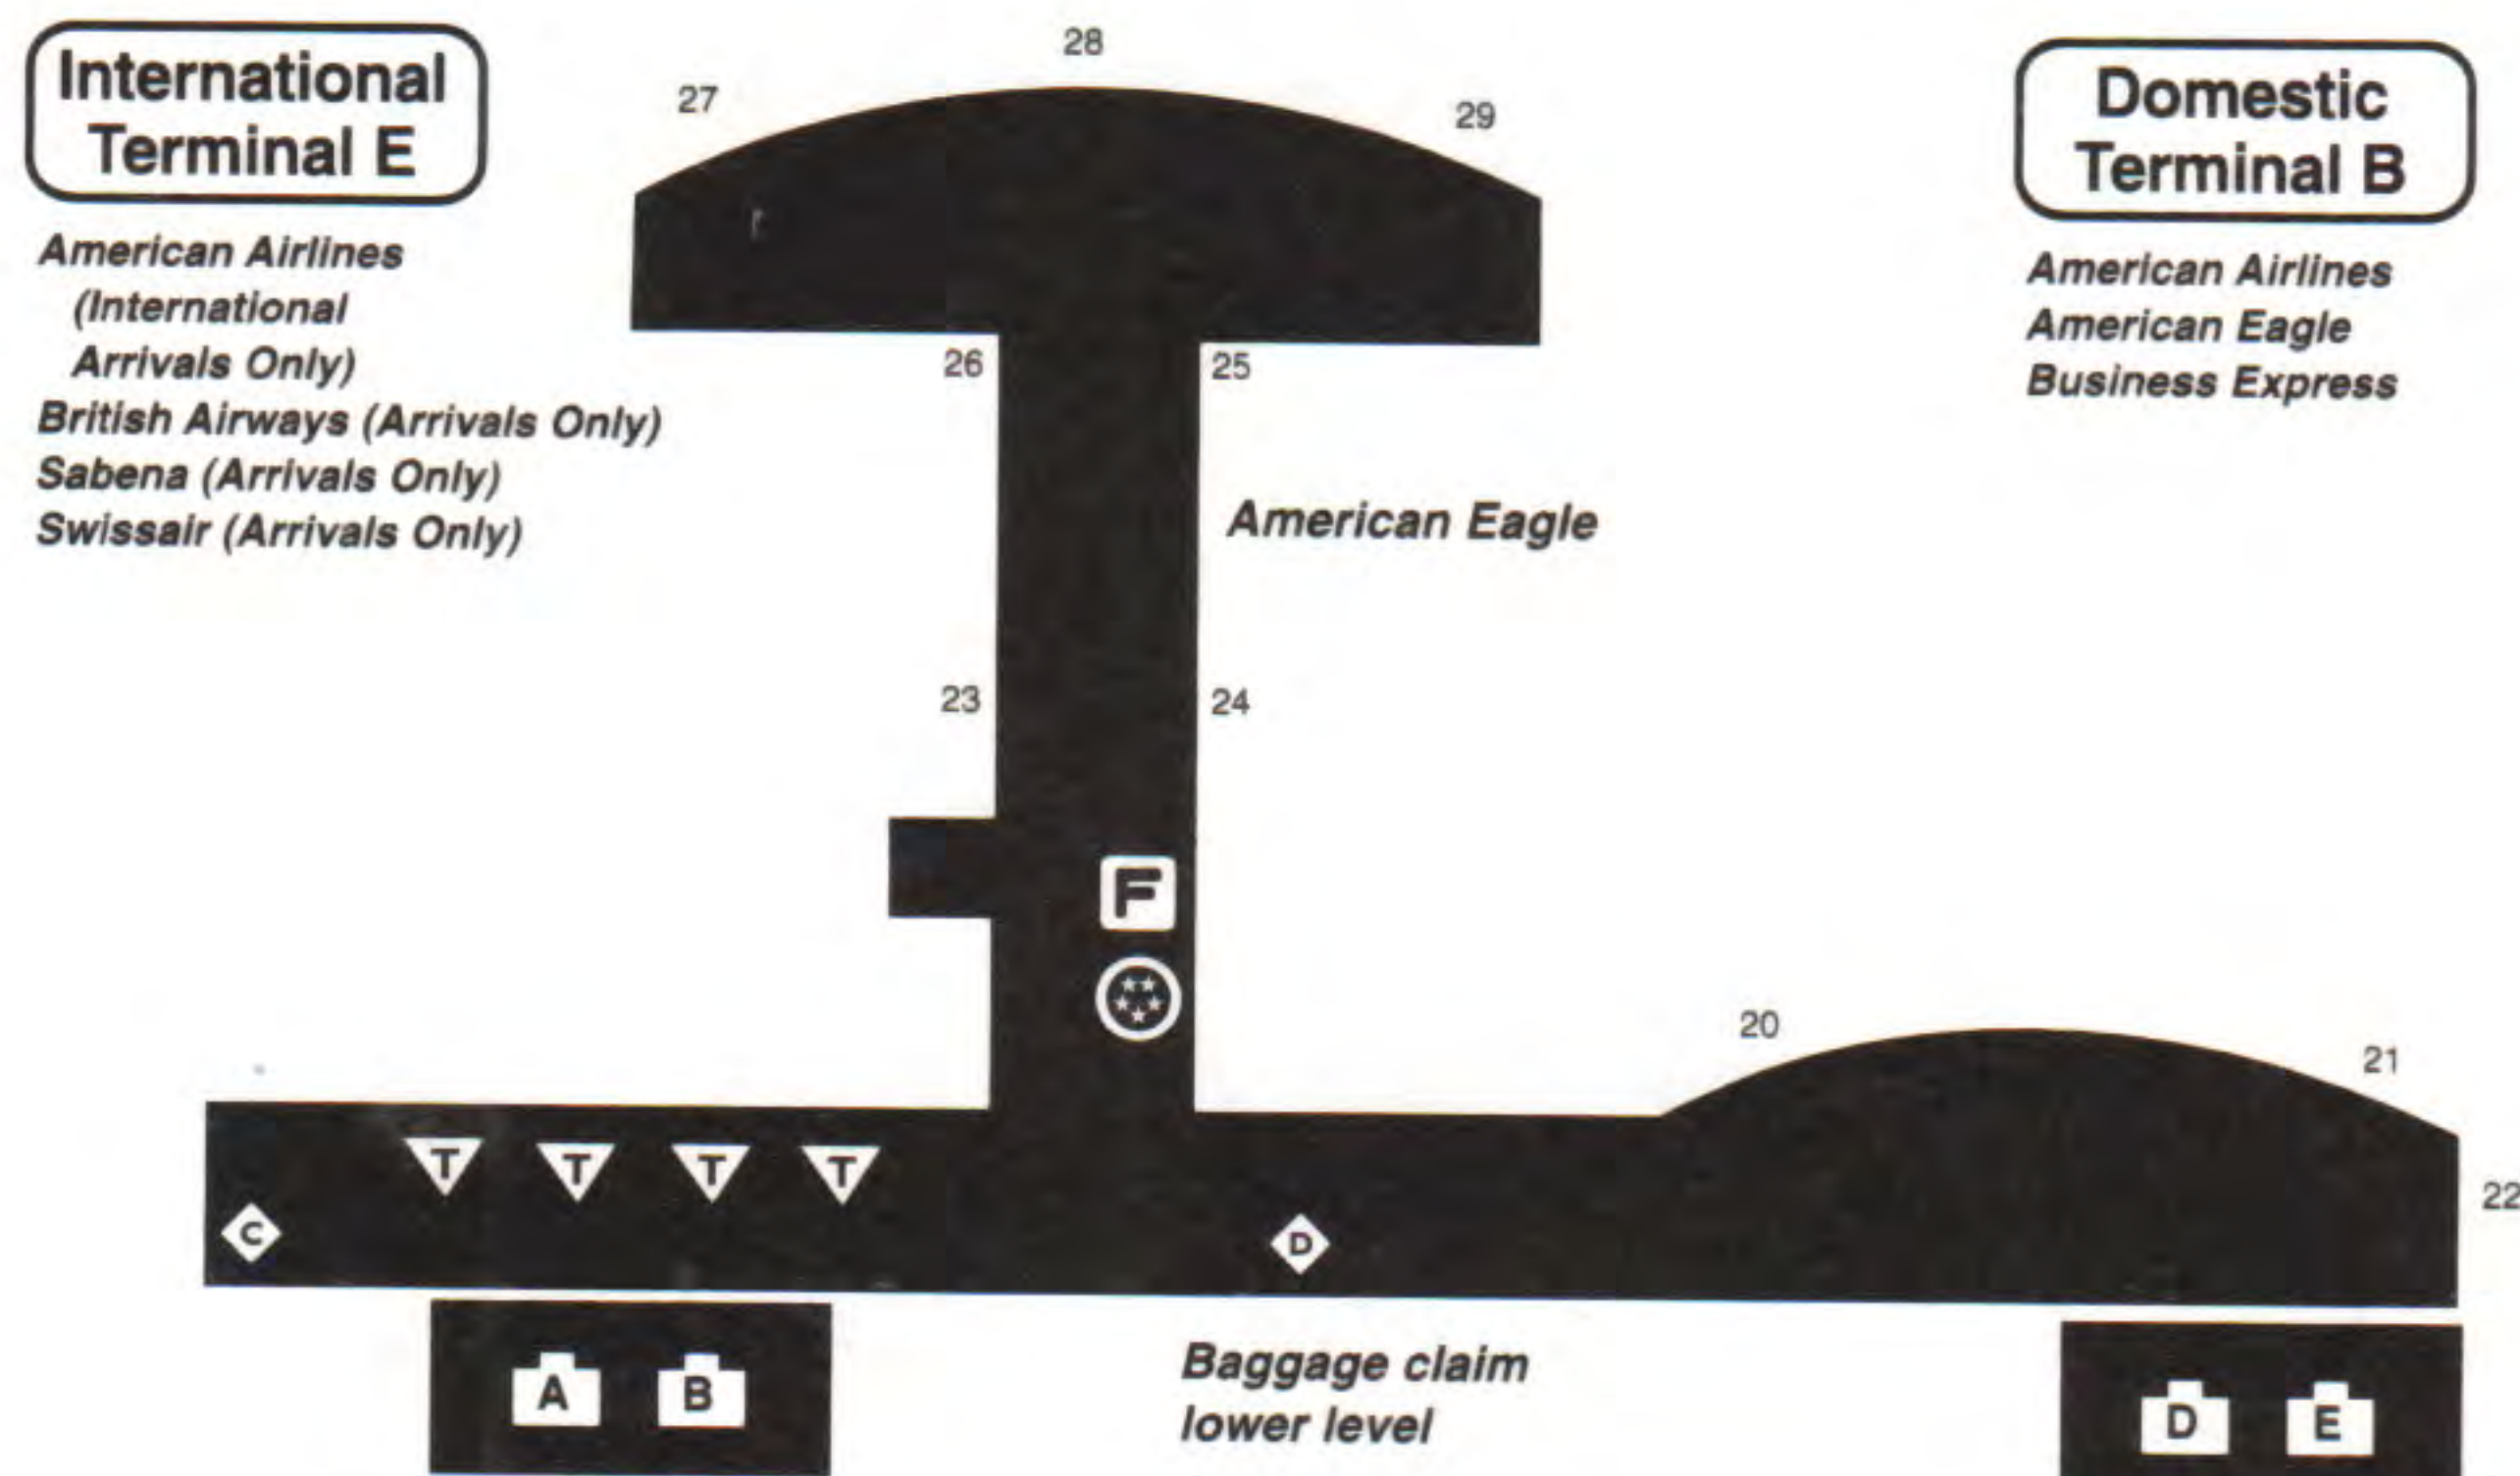 International
Terminal E
American Airlines
(International
Arrivals Only)
British Airways (Arrivals Only)
Sabena (Arrivals Only)
Swissair (Arrivals Only)
Domestic
Terminal B
American Airlines
American Eagle
Business Express
27
28
29
26
25
American Eagle
23
24
F
20
21
22
T T T T
C
D
A B
Baggage claim
lower level
D E